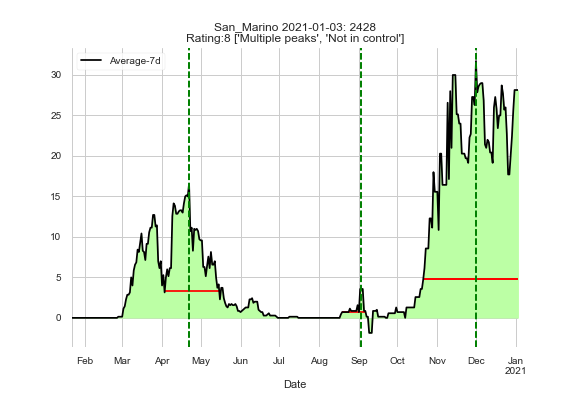 San_Marino 2021-01-03: 2428
Rating:8 ['Multiple peaks', 'Not in control']
Average-7d
30
25
20
15
10
5
0
Feb Mar Apr May Jun Jul Aug Sep Oct Nov Dec Jan
2021
Date